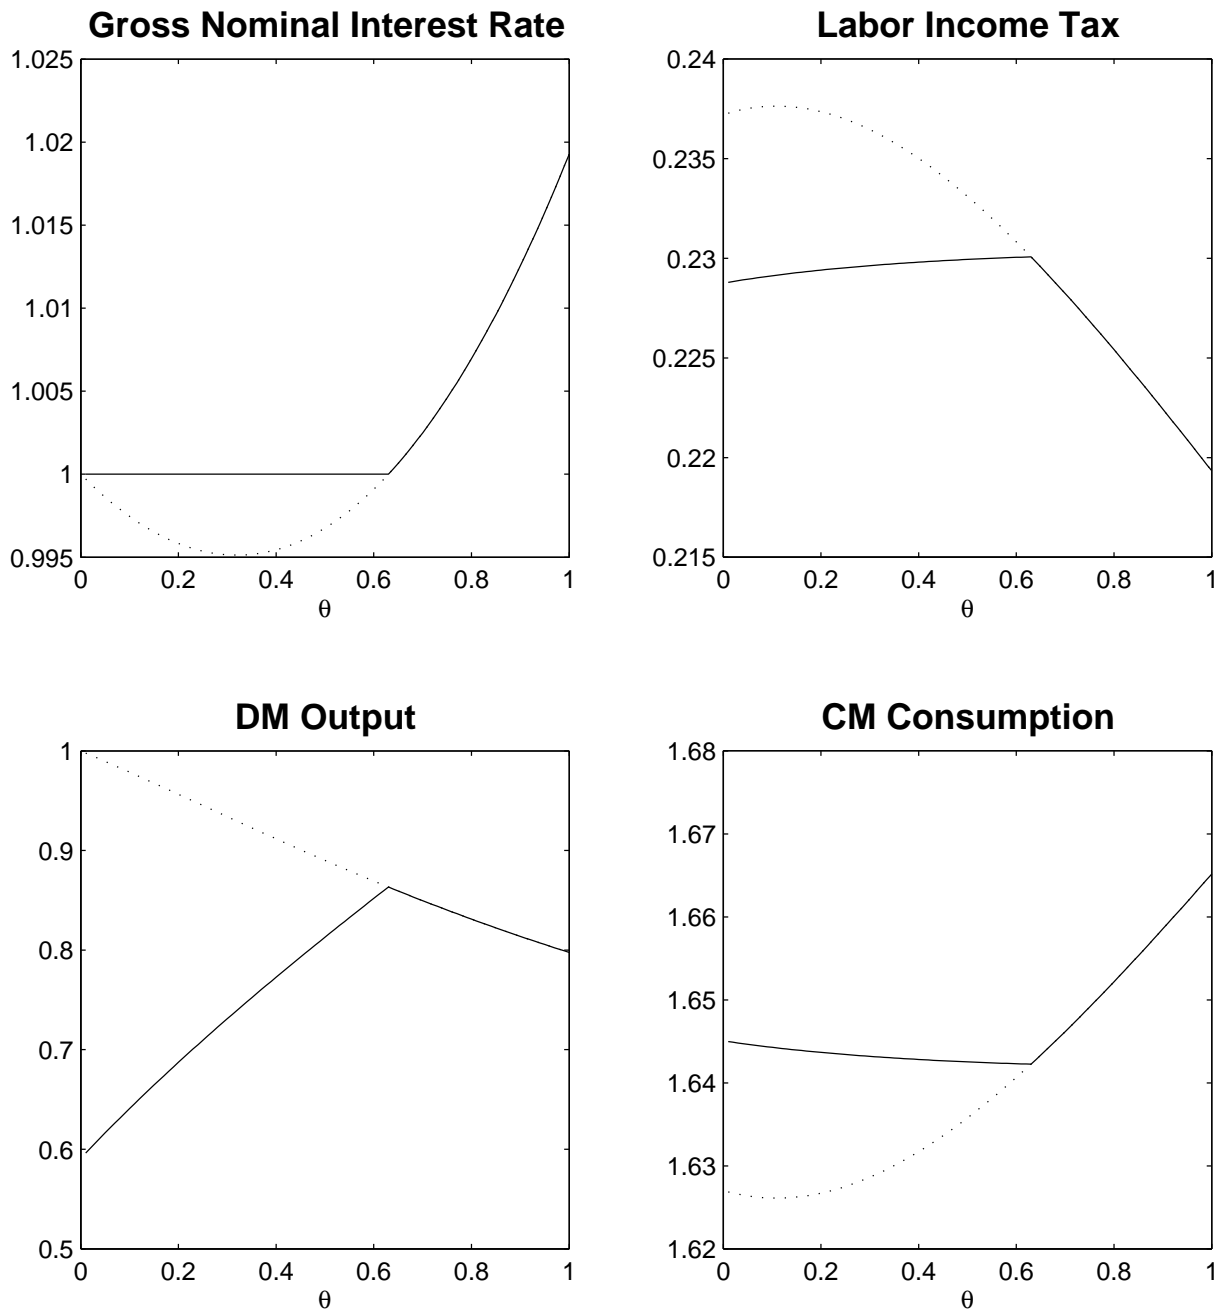 Gross Nominal Interest Rate
1.025
1.02
1.015
1.01
1.005
1
0.995
0 0.2 0.4 0.6 0.8 1
θ
Labor Income Tax
0.24
0.235
0.23
0.225
0.22
0.215
0 0.2 0.4 0.6 0.8 1
θ
DM Output
1
0.9
0.8
0.7
0.6
0.5
0 0.2 0.4 0.6 0.8 1
θ
CM Consumption
1.68
1.67
1.66
1.65
1.64
1.63
1.62
0 0.2 0.4 0.6 0.8 1
θ